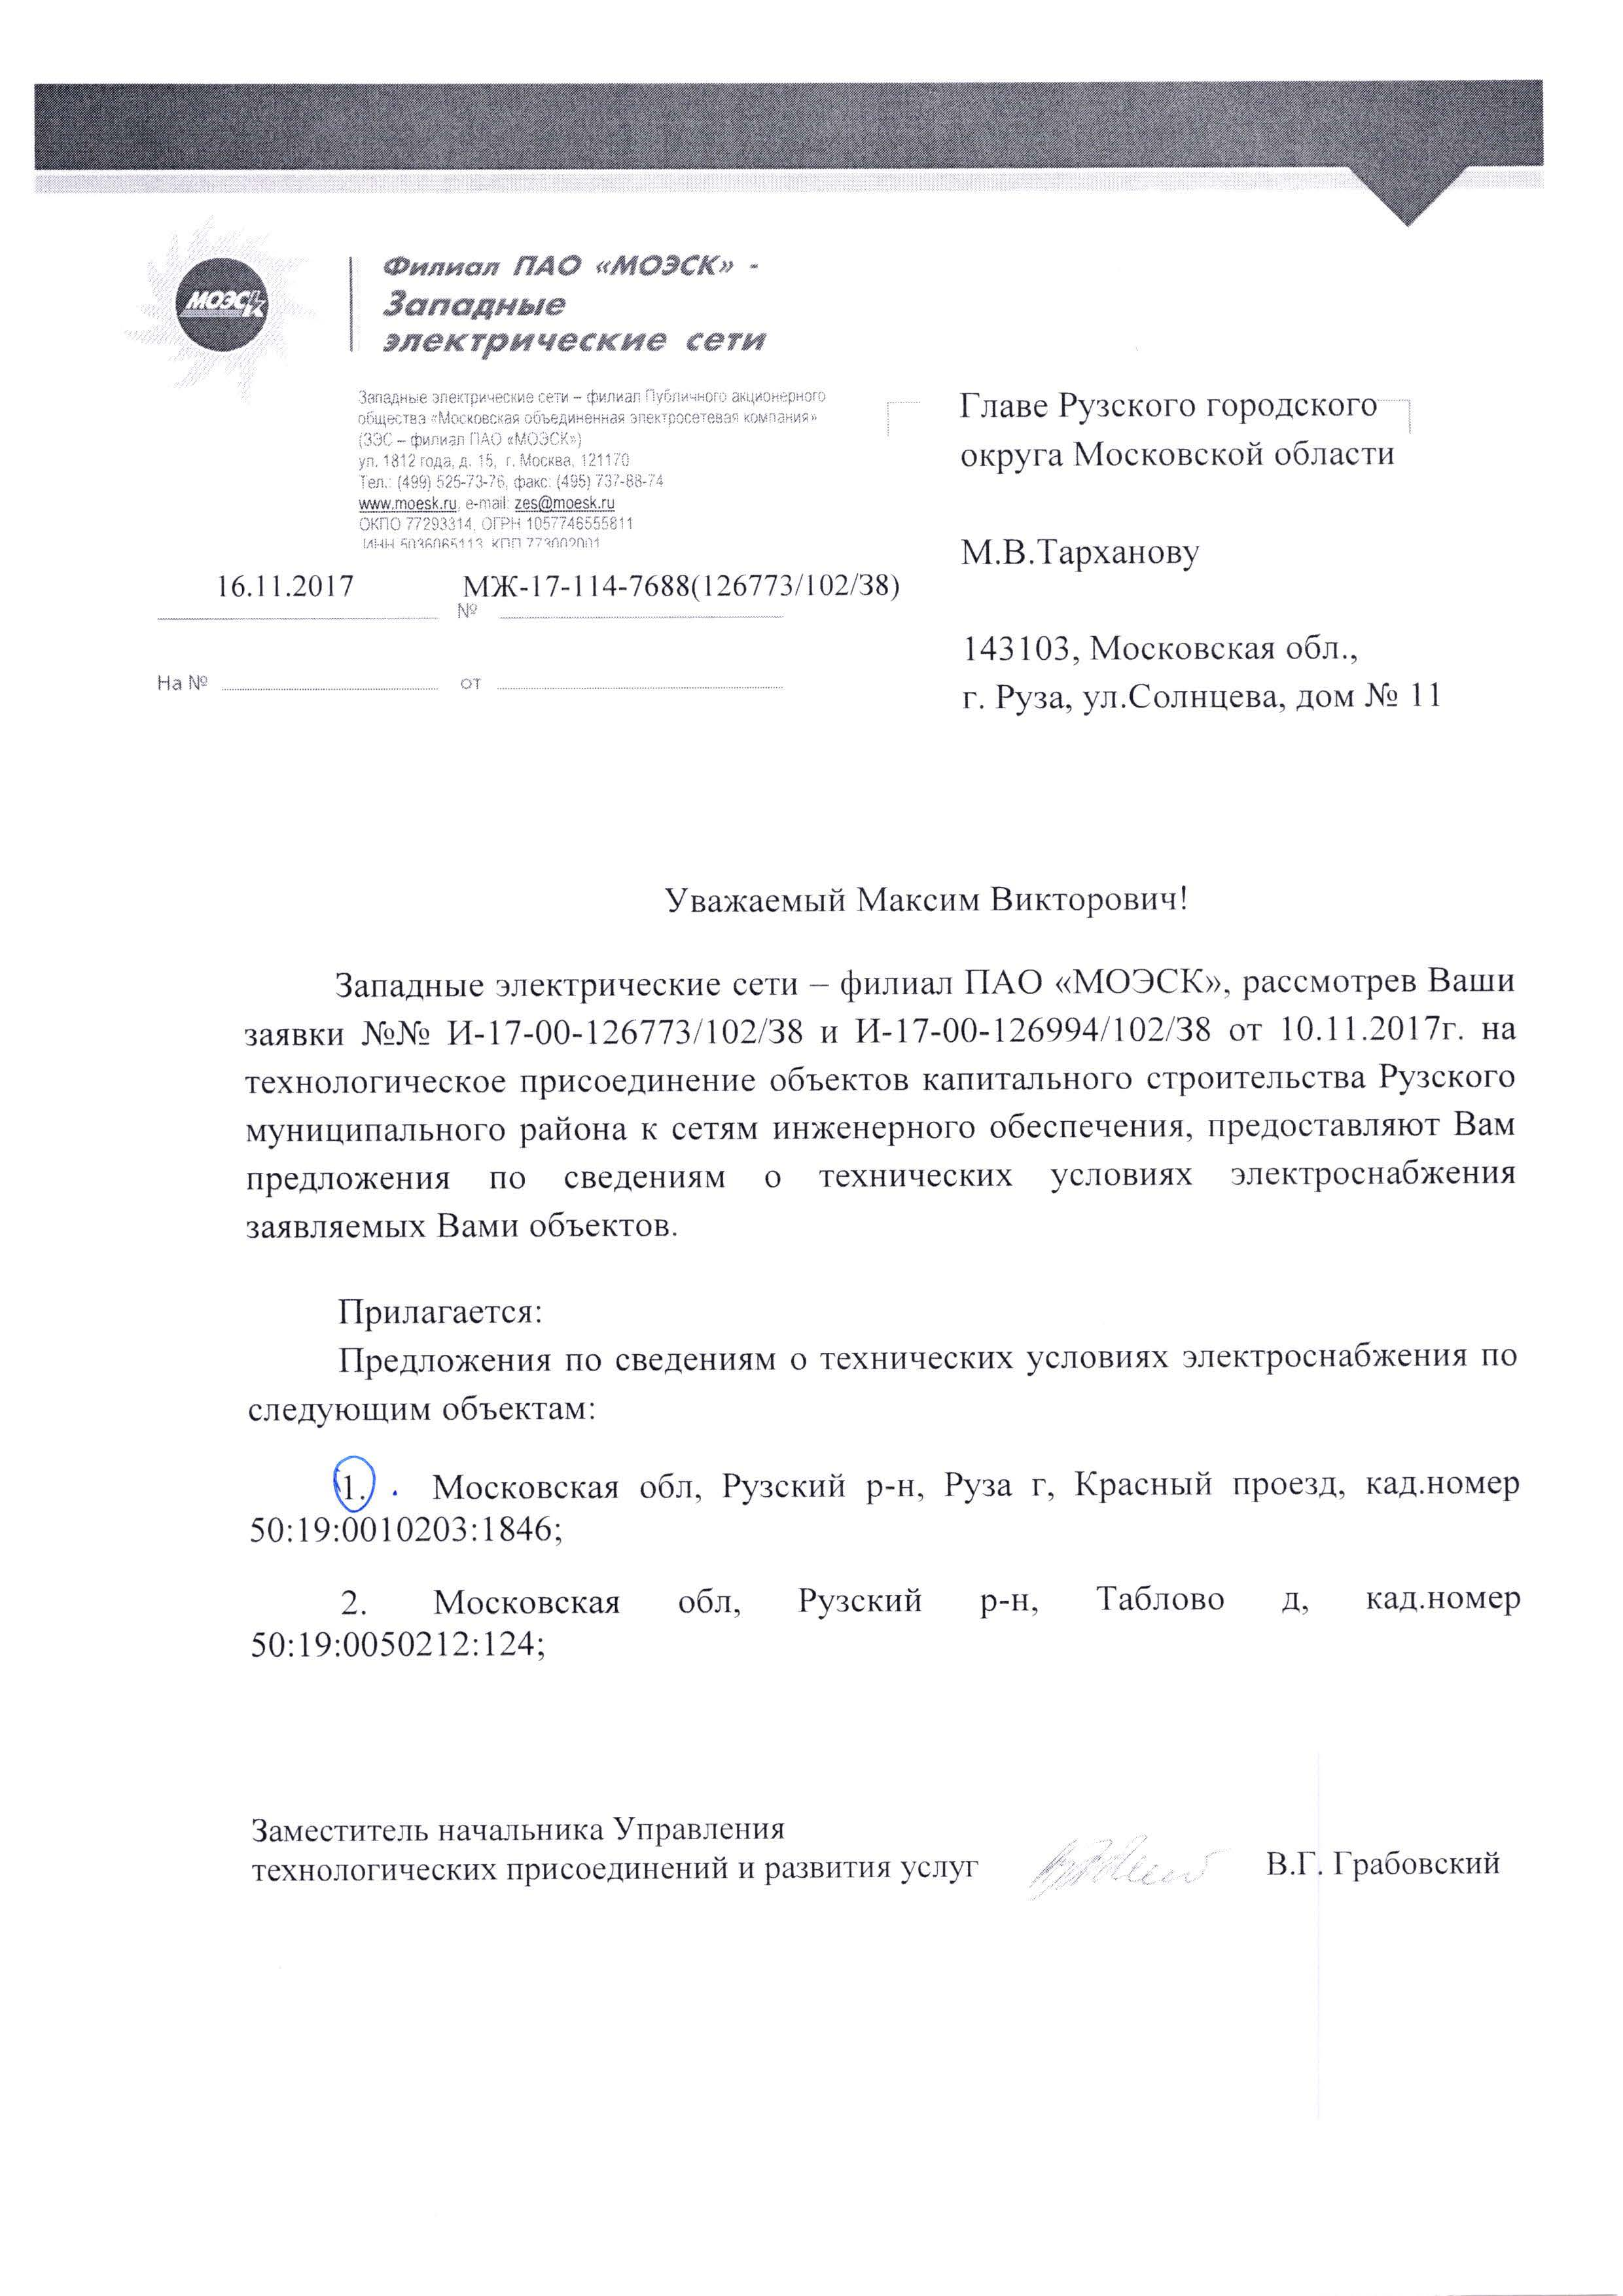 МОЭСК
Филиал ПАО «МОЭСК» -
Западные
электрические сети
Западные электрические сети – филиал Публичного акционерного
общества «Московская объединенная электросетевая компания»
(ЗЭС – филиал ПАО «МОЭСК»)
ул. 1812 года, д. 15, г. Москва, 121170
Тел.: (499) 525-73-76, факс: (495) 737-88-74
www.moesk.ru, e-mail: zes@moesk.ru
ОКПО 77293314, ОГРН 1057746555811
ИНН 5036065113 КПП 773002001
16.11.2017 МЖ-17-114-7688(126773/102/З8)
№
На № от
Главе Рузского городского
округа Московской области
М.В.Тарханову
143103, Московская обл.,
г. Руза, ул.Солнцева, дом № 11
Уважаемый Максим Викторович!
Западные электрические сети – филиал ПАО «МОЭСК», рассмотрев Ваши
заявки №№ И-17-00-126773/102/З8 и И-17-00-126994/102/З8 от 10.11.2017г. на
технологическое присоединение объектов капитального строительства Рузского
муниципального района к сетям инженерного обеспечения, предоставляют Вам
предложения по сведениям о технических условиях электроснабжения
заявляемых Вами объектов.
Прилагается:
Предложения по сведениям о технических условиях электроснабжения по
следующим объектам:
1. Московская обл, Рузский р-н, Руза г, Красный проезд, кад.номер
50:19:0010203:1846;
2. Московская обл, Рузский р-н, Таблово д, кад.номер
50:19:0050212:124;
Заместитель начальника Управления
технологических присоединений и развития услуг В.Г. Грабовский